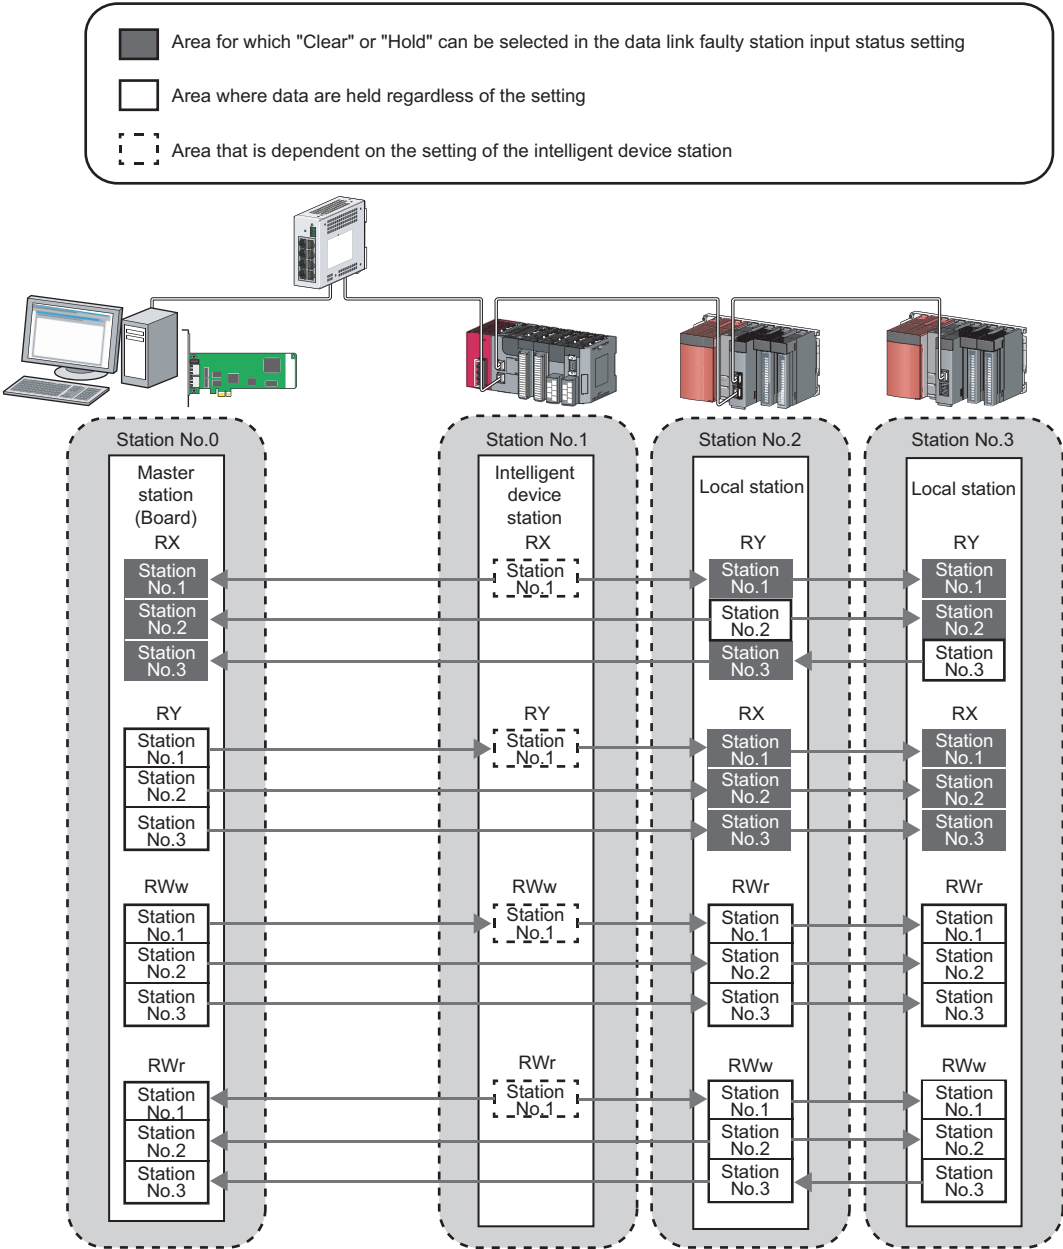 Area for which "Clear" or "Hold" can be selected in the data link faulty station input status setting
Area where data are held regardless of the setting
Area that is dependent on the setting of the intelligent device station
Station No.0
Master
station
(Board)
RX
Station
No.1
Station
No.2
Station
No.3
RY
Station
No.1
Station
No.2
Station
No.3
RWw
Station
No.1
Station
No.2
Station
No.3
RWr
Station
No.1
Station
No.2
Station
No.3
Station No.1
Intelligent
device
station
RX
Station
No.1
RY
Station
No.1
RWw
Station
No.1
RWr
Station
No.1
Station No.2
Local station
RY
Station
No.1
Station
No.2
Station
No.3
RX
Station
No.1
Station
No.2
Station
No.3
RWr
Station
No.1
Station
No.2
Station
No.3
RWw
Station
No.1
Station
No.2
Station
No.3
Station No.3
Local station
RY
Station
No.1
Station
No.2
Station
No.3
RX
Station
No.1
Station
No.2
Station
No.3
RWr
Station
No.1
Station
No.2
Station
No.3
RWw
Station
No.1
Station
No.2
Station
No.3